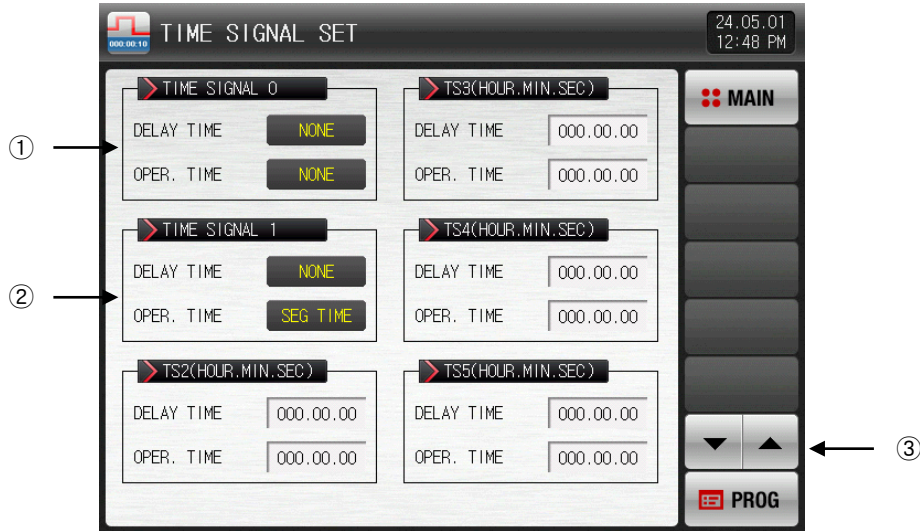 000:00:10
TIME SIGNAL SET
24.05.01
12:48 PM
TIME SIGNAL 0
DELAY TIME NONE
OPER. TIME NONE
①
TIME SIGNAL 1
DELAY TIME NONE
OPER. TIME SEG TIME
②
TS2(HOUR.MIN.SEC)
DELAY TIME 000.00.00
OPER. TIME 000.00.00
TS3(HOUR.MIN.SEC)
DELAY TIME 000.00.00
OPER. TIME 000.00.00
TS4(HOUR.MIN.SEC)
DELAY TIME 000.00.00
OPER. TIME 000.00.00
TS5(HOUR.MIN.SEC)
DELAY TIME 000.00.00
OPER. TIME 000.00.00
MAIN
③
PROG